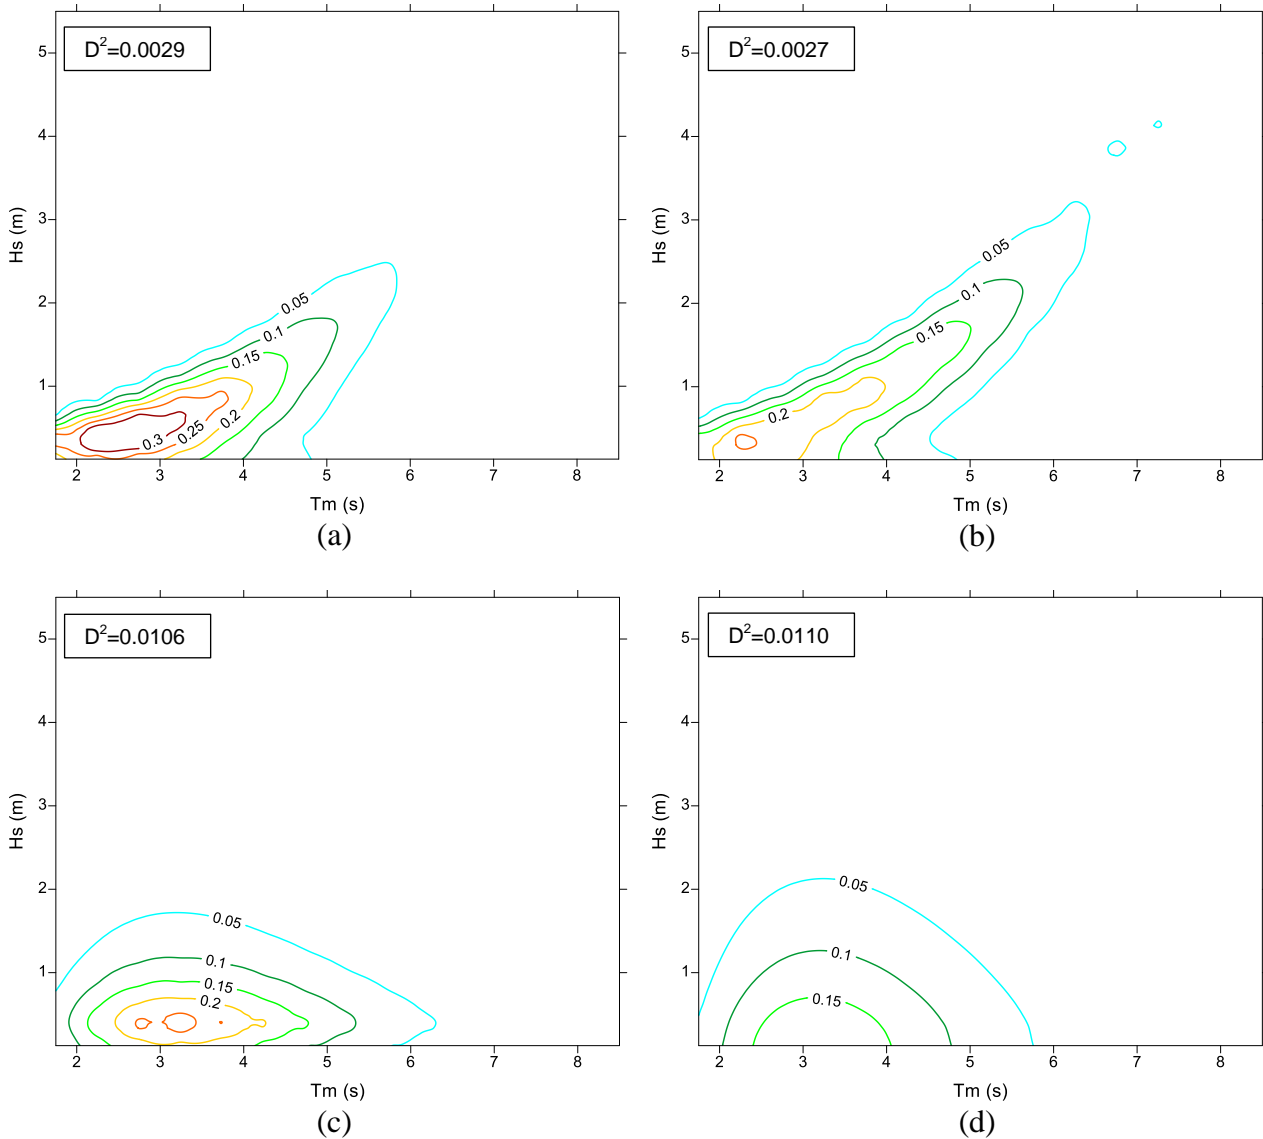 D²=0.0029
5
4
3
2
1
Hs (m)
0.05
0.1
0.15
0.2
0.25
0.3
2 3 4 5 6 7 8
Tm (s)
(a)
D²=0.0027
5
4
3
2
1
Hs (m)
0.05
0.1
0.15
0.2
2 3 4 5 6 7 8
Tm (s)
(b)
D²=0.0106
5
4
3
2
1
Hs (m)
0.05
0.1
0.15
0.2
2 3 4 5 6 7 8
Tm (s)
(c)
D²=0.0110
5
4
3
2
1
Hs (m)
0.05
0.1
0.15
2 3 4 5 6 7 8
Tm (s)
(d)